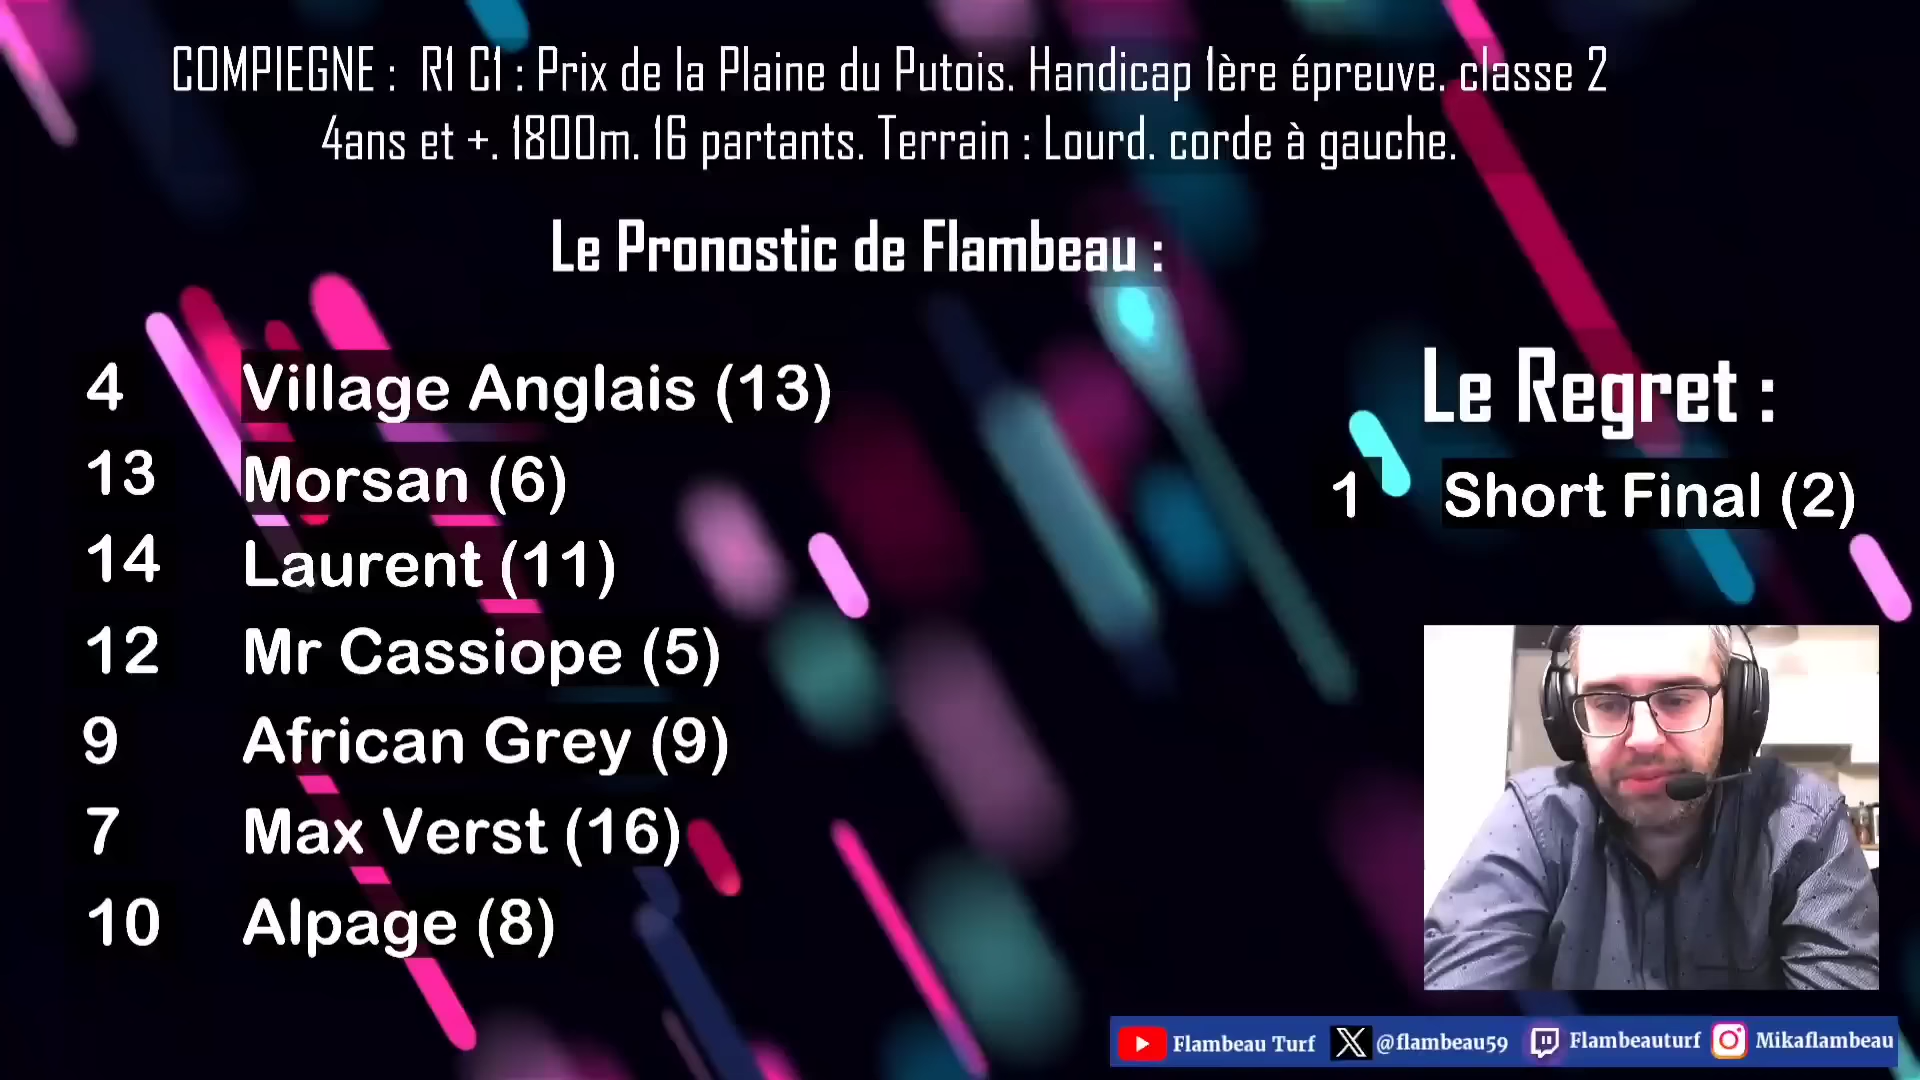 COMPIEGNE : R1 C1 : Prix de la Plaine du Putois. Handicap 1ère épreuve. classe 2
4ans et +. 1800m. 16 partants. Terrain : Lourd. corde à gauche.
Le Pronostic de Flambeau :
4 Village Anglais (13)
13 Morsan (6)
14 Laurent (11)
12 Mr Cassiope (5)
9 African Grey (9)
7 Max Verst (16)
10 Alpage (8)
Le Regret :
1 Short Final (2)
Flambeau Turf @flambeau59 Flambeauturf Mikaflambeau